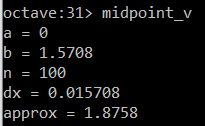 octave:31> midpoint_v
a = 0
b = 1.5708
n = 100
dx = 0.015708
approx = 1.8758